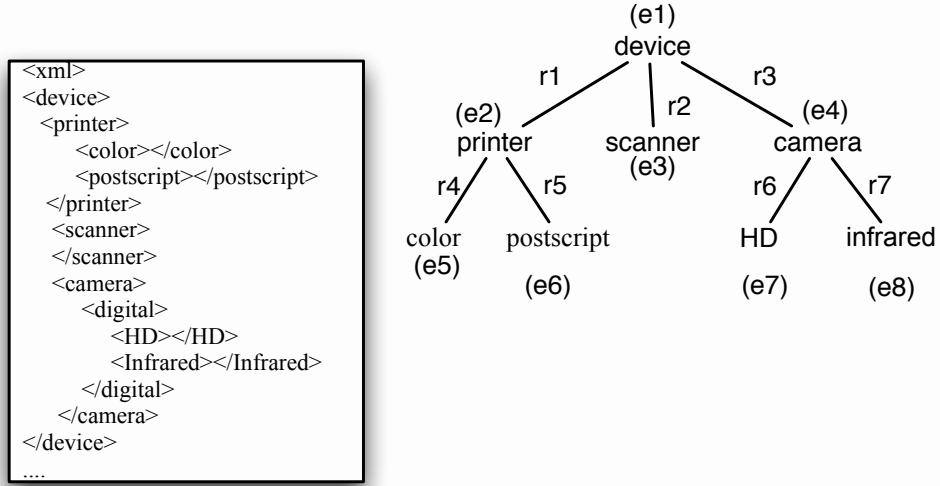 <xml>
<device>
<printer>
<color></color>
<postscript></postscript>
</printer>
<scanner>
</scanner>
<camera>
<digital>
<HD></HD>
<Infrared></Infrared>
</digital>
</camera>
</device>
....
(e1)
device
r1 r2 r3
(e2) (e4)
printer scanner camera
(e3)
r4 r5 r6 r7
color postscript HD infrared
(e5) (e6) (e7) (e8)